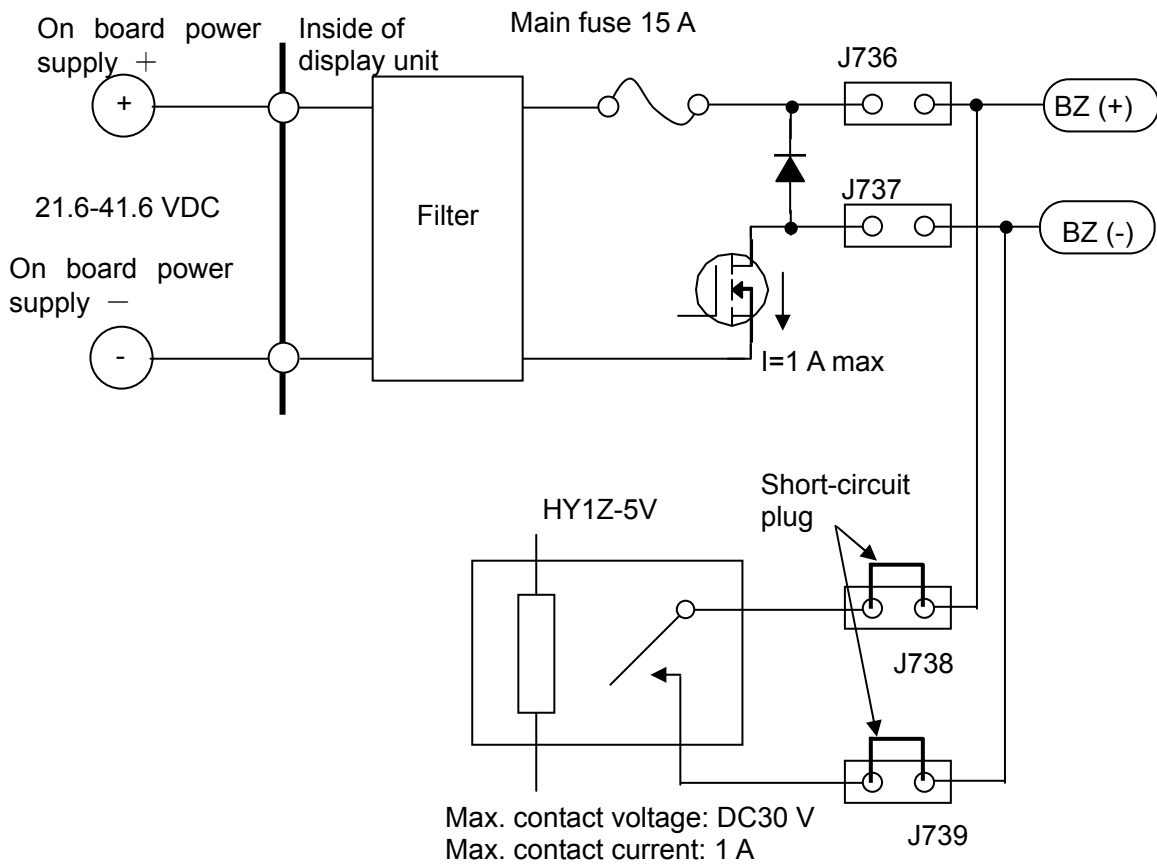 On board power
supply +
Inside of
display unit
Main fuse 15 A
J736
+
BZ (+)
21.6-41.6 VDC
Filter
J737
BZ (-)
On board power
supply －
-
I=1 A max
Short-circuit
plug
HY1Z-5V
J738
Max. contact voltage: DC30 V
Max. contact current: 1 A
J739